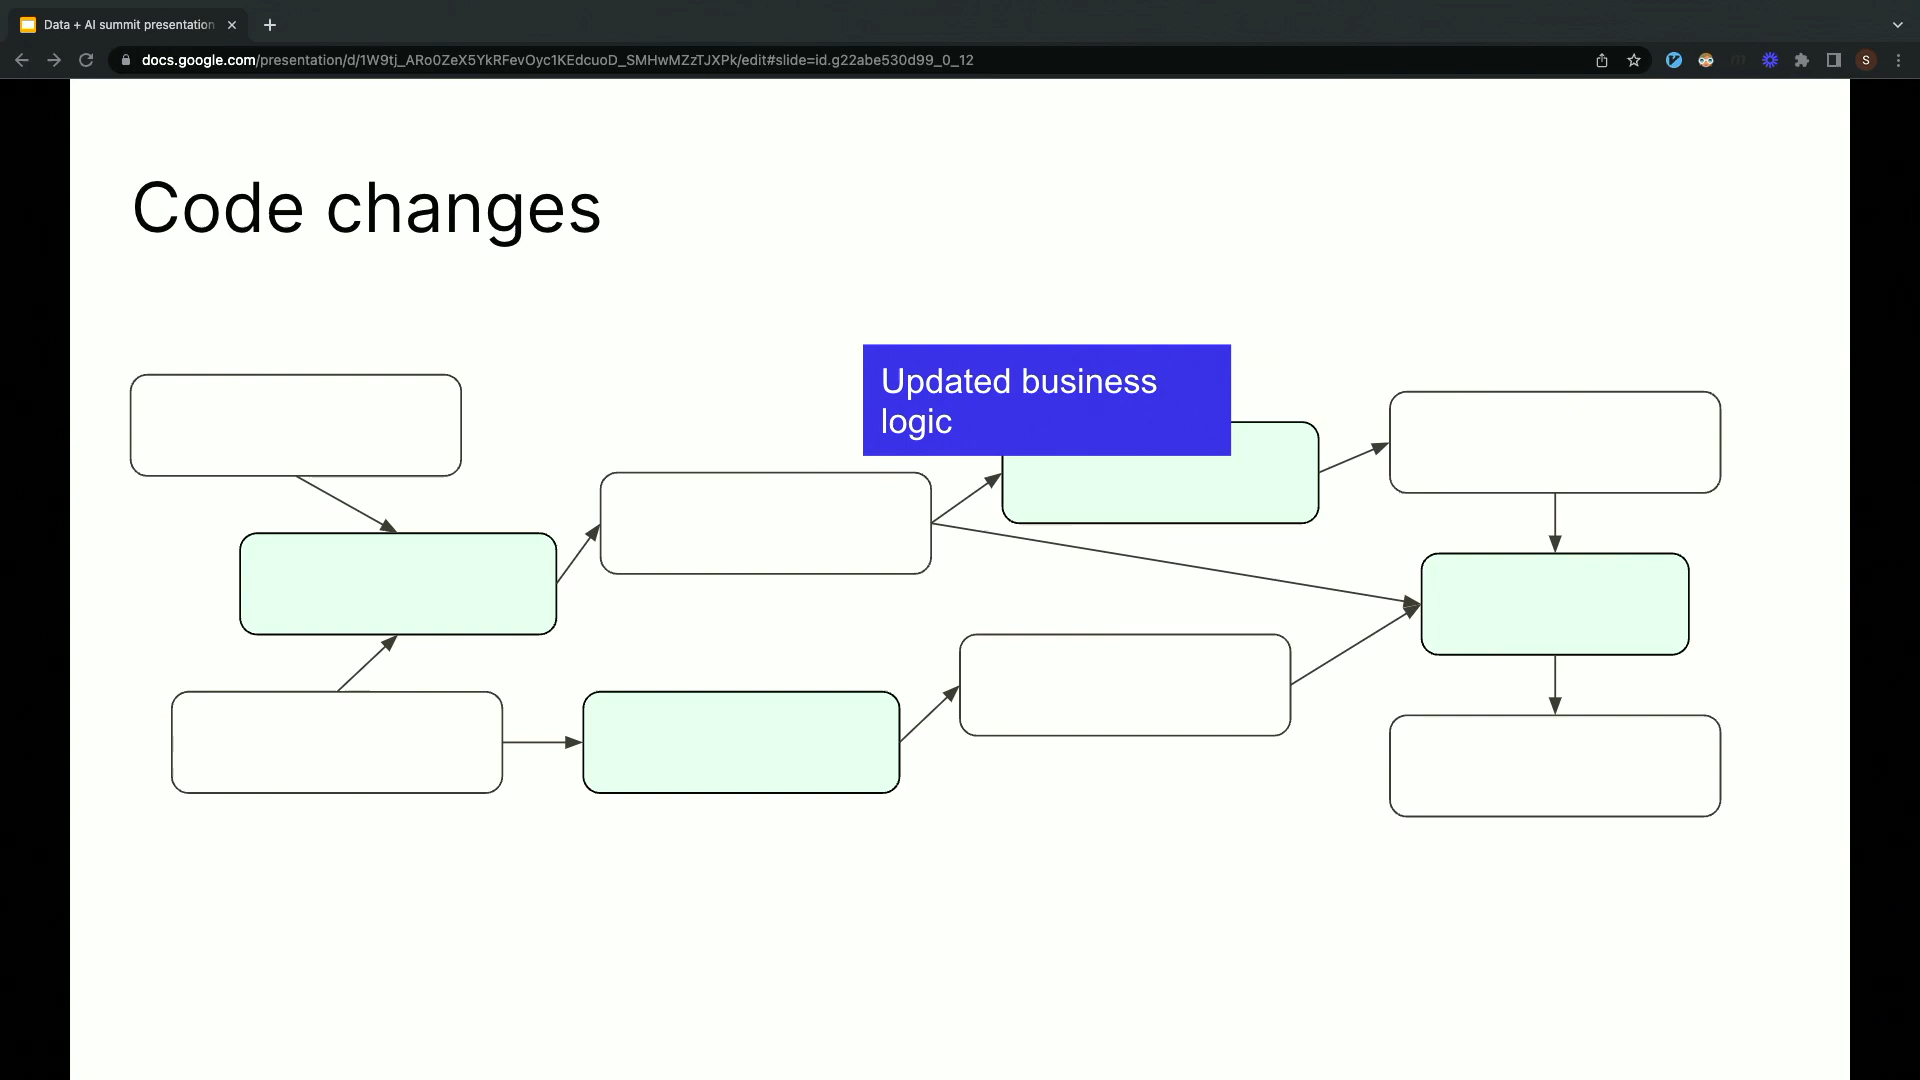 Data + AI summit presentation
docs.google.com/presentation/d/1W9tj_ARo0ZeX5YkRFevOyc1KEdcuoD_SMHwMZzTJXPk/edit#slide=id.g22abe530d99_0_12
S
Code changes
Updated business
logic